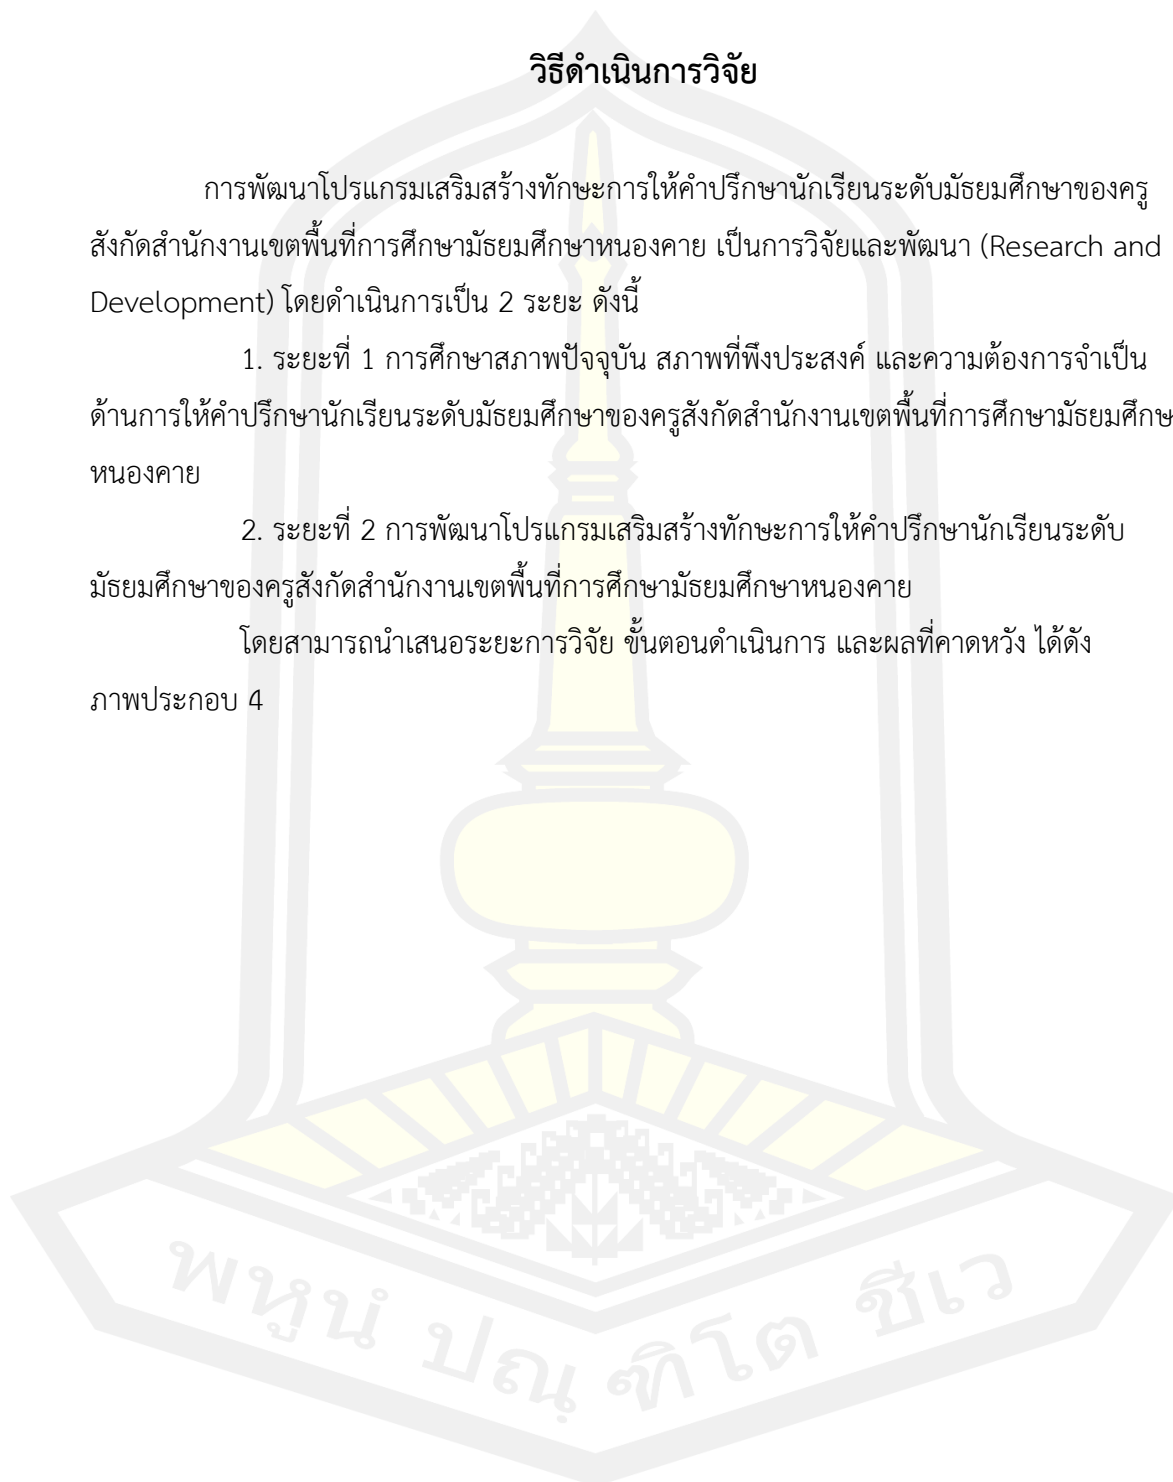 วิธีดำเนินการวิจัย
การพัฒนาโปรแกรมเสริมสร้างทักษะการให้คำปรึกษานักเรียนระดับมัธยมศึกษาของครู
สังกัดสำนักงานเขตพื้นที่การศึกษามัธยมศึกษาหนองคาย เป็นการวิจัยและพัฒนา (Research and
Development) โดยดำเนินการเป็น 2 ระยะ ดังนี้
1. ระยะที่ 1 การศึกษาสภาพปัจจุบัน สภาพที่พึงประสงค์ และความต้องการจำเป็น
ด้านการให้คำปรึกษานักเรียนระดับมัธยมศึกษาของครูสังกัดสำนักงานเขตพื้นที่การศึกษามัธยมศึกษ
หนองคาย
2. ระยะที่ 2 การพัฒนาโปรแกรมเสริมสร้างทักษะการให้คำปรึกษานักเรียนระดับ
มัธยมศึกษาของครูสังกัดสำนักงานเขตพื้นที่การศึกษามัธยมศึกษาหนองคาย
โดยสามารถนำเสนอระยะการวิจัย ขั้นตอนดำเนินการ และผลที่คาดหวัง ได้ดัง
ภาพประกอบ 4
พหูนํ ปณฺ ฑิโต ชีเว